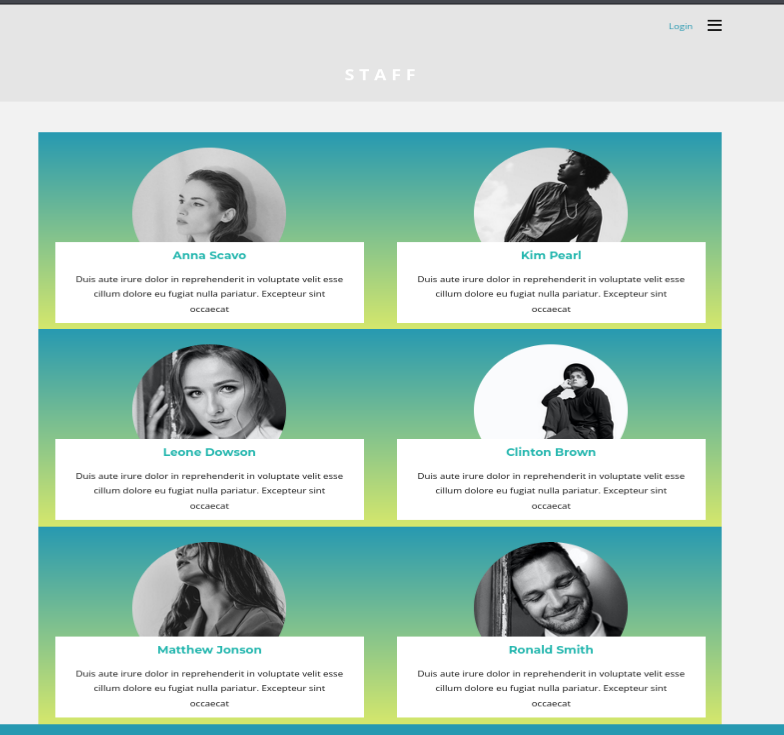 Login
STAFF
Anna Scavo
Duis aute irure dolor in reprehenderit in voluptate velit esse
cillum dolore eu fugiat nulla pariatur. Excepteur sint
occaecat
Kim Pearl
Duis aute irure dolor in reprehenderit in voluptate velit esse
cillum dolore eu fugiat nulla pariatur. Excepteur sint
occaecat
Leone Dowson
Duis aute irure dolor in reprehenderit in voluptate velit esse
cillum dolore eu fugiat nulla pariatur. Excepteur sint
occaecat
Clinton Brown
Duis aute irure dolor in reprehenderit in voluptate velit esse
cillum dolore eu fugiat nulla pariatur. Excepteur sint
occaecat
Matthew Jonson
Duis aute irure dolor in reprehenderit in voluptate velit esse
cillum dolore eu fugiat nulla pariatur. Excepteur sint
occaecat
Ronald Smith
Duis aute irure dolor in reprehenderit in voluptate velit esse
cillum dolore eu fugiat nulla pariatur. Excepteur sint
occaecat